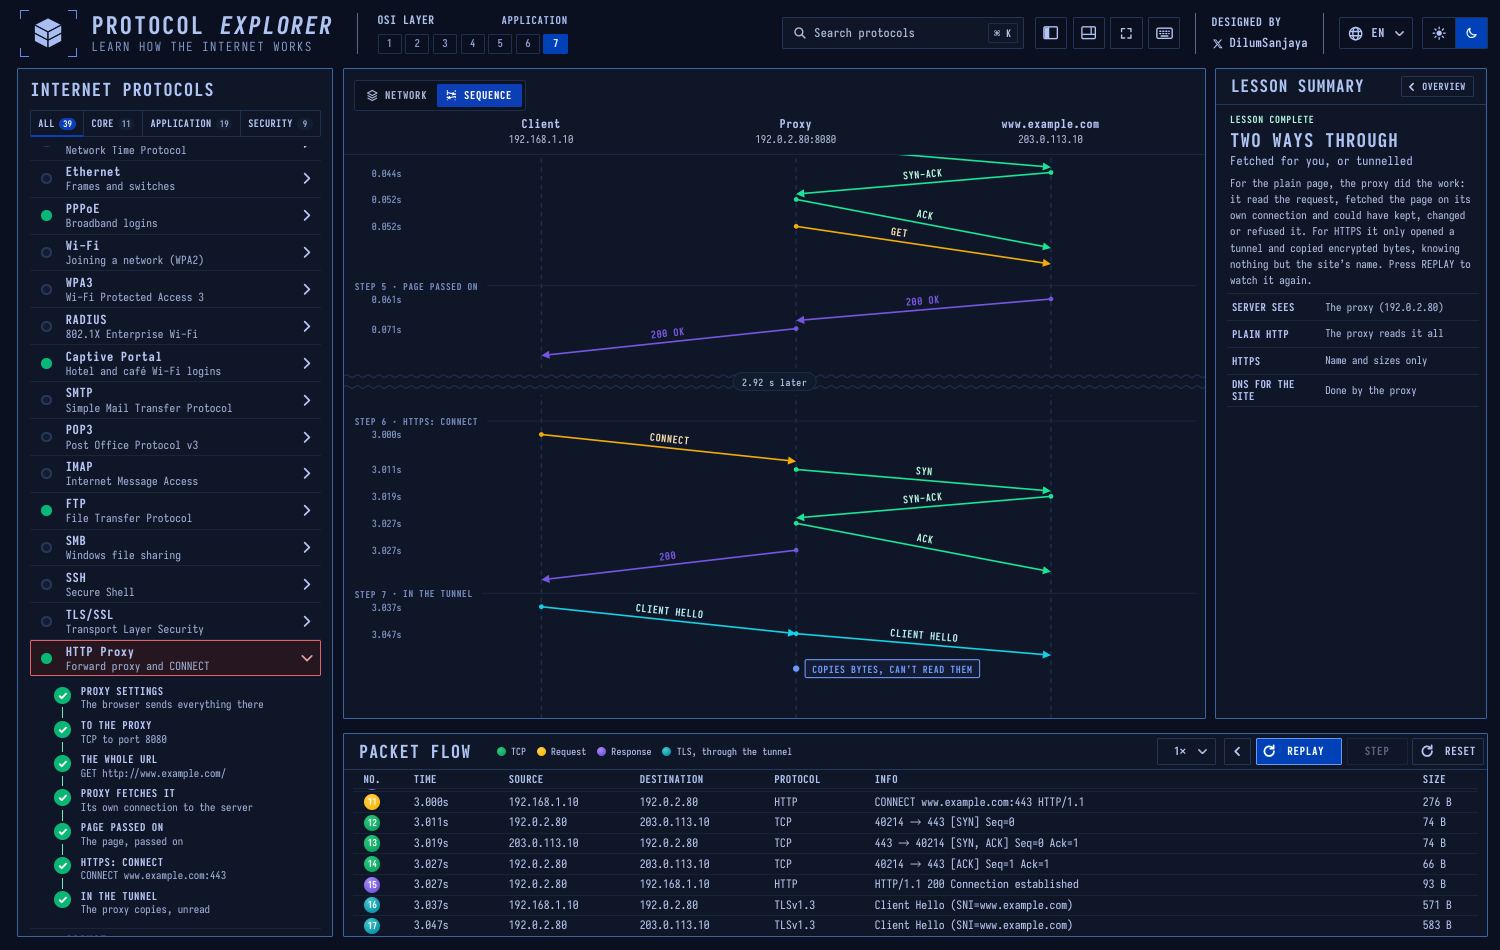 PROTOCOL EXPLORER
LEARN HOW THE INTERNET WORKS
OSI LAYER APPLICATION
1 2 3 4 5 6 7
Search protocols ⌘ K
DESIGNED BY
DilumSanjaya
EN
INTERNET PROTOCOLS
ALL 39 CORE 11 APPLICATION 19 SECURITY 9
Network Time Protocol
Ethernet
Frames and switches
PPPoE
Broadband logins
Wi-Fi
Joining a network (WPA2)
WPA3
Wi-Fi Protected Access 3
RADIUS
802.1X Enterprise Wi-Fi
Captive Portal
Hotel and café Wi-Fi logins
SMTP
Simple Mail Transfer Protocol
POP3
Post Office Protocol v3
IMAP
Internet Message Access
FTP
File Transfer Protocol
SMB
Windows file sharing
SSH
Secure Shell
TLS/SSL
Transport Layer Security
HTTP Proxy
Forward proxy and CONNECT
PROXY SETTINGS
The browser sends everything there
TO THE PROXY
TCP to port 8080
THE WHOLE URL
GET http://www.example.com/
PROXY FETCHES IT
Its own connection to the server
PAGE PASSED ON
The page, passed on
HTTPS: CONNECT
CONNECT www.example.com:443
IN THE TUNNEL
The proxy copies, unread
NETWORK SEQUENCE
Client Proxy www.example.com
192.168.1.10 192.0.2.80:8080 203.0.113.10
0.044s SYN-ACK
0.052s ACK
0.052s GET
STEP 5 · PAGE PASSED ON
0.061s 200 OK
0.071s 200 OK
2.92 s later
STEP 6 · HTTPS: CONNECT
3.000s CONNECT
3.011s SYN
3.019s SYN-ACK
3.027s ACK
3.027s 200
STEP 7 · IN THE TUNNEL
3.037s CLIENT HELLO
3.047s CLIENT HELLO
COPIES BYTES, CAN'T READ THEM
LESSON SUMMARY OVERVIEW
LESSON COMPLETE
TWO WAYS THROUGH
Fetched for you, or tunnelled
For the plain page, the proxy did the work:
it read the request, fetched the page on its
own connection and could have kept, changed
or refused it. For HTTPS it only opened a
tunnel and copied encrypted bytes, knowing
nothing but the site's name. Press REPLAY to
watch it again.
SERVER SEES The proxy (192.0.2.80)
PLAIN HTTP The proxy reads it all
HTTPS Name and sizes only
DNS FOR THE SITE Done by the proxy
PACKET FLOW TCP Request Response TLS, through the tunnel
1× REPLAY STEP RESET
NO. TIME SOURCE DESTINATION PROTOCOL INFO SIZE
11 3.000s 192.168.1.10 192.0.2.80 HTTP CONNECT www.example.com:443 HTTP/1.1 276 B
12 3.011s 192.0.2.80 203.0.113.10 TCP 40214 → 443 [SYN] Seq=0 74 B
13 3.019s 203.0.113.10 192.0.2.80 TCP 443 → 40214 [SYN, ACK] Seq=0 Ack=1 74 B
14 3.027s 192.0.2.80 203.0.113.10 TCP 40214 → 443 [ACK] Seq=1 Ack=1 66 B
15 3.027s 192.0.2.80 192.168.1.10 HTTP HTTP/1.1 200 Connection established 93 B
16 3.037s 192.168.1.10 192.0.2.80 TLSv1.3 Client Hello (SNI=www.example.com) 571 B
17 3.047s 192.0.2.80 203.0.113.10 TLSv1.3 Client Hello (SNI=www.example.com) 583 B